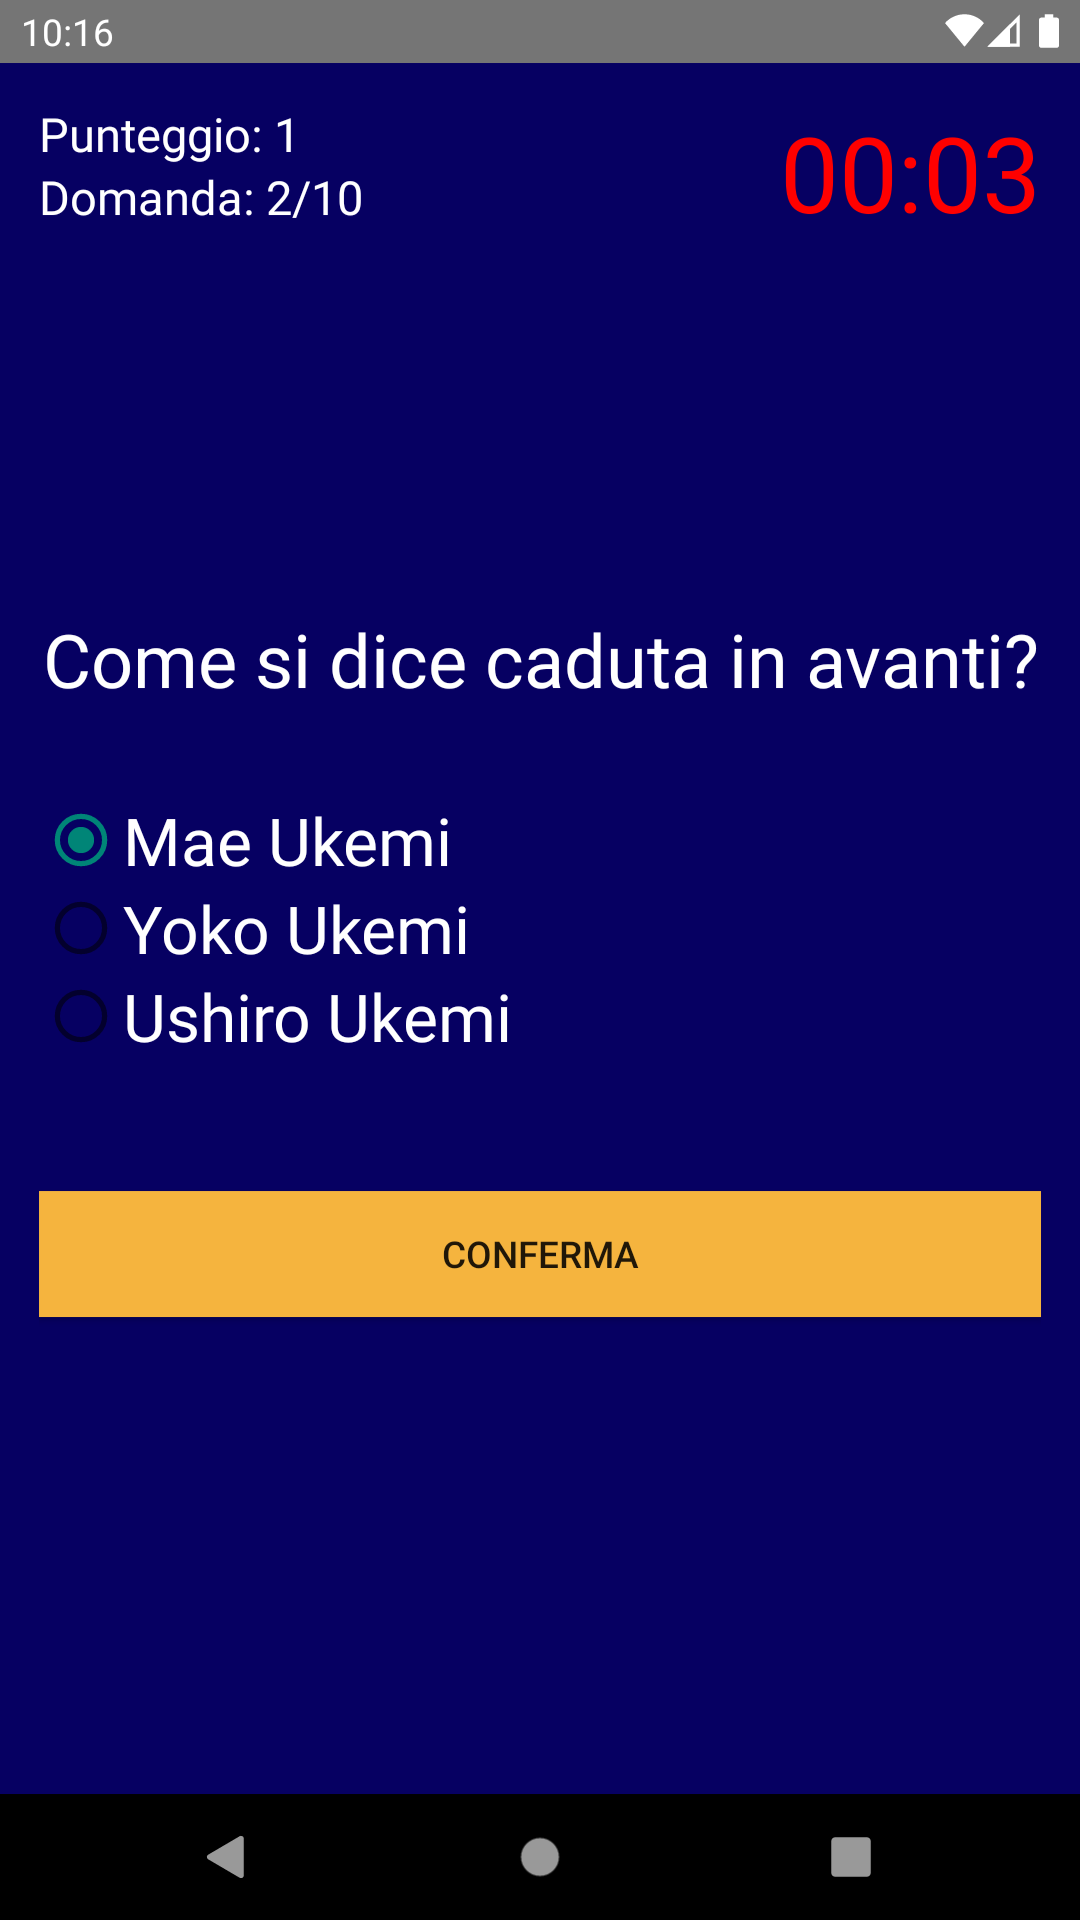 10:16
Punteggio: 1
Domanda: 2/10
00:03
Come si dice caduta in avanti?
Mae Ukemi
Yoko Ukemi
Ushiro Ukemi
CONFERMA